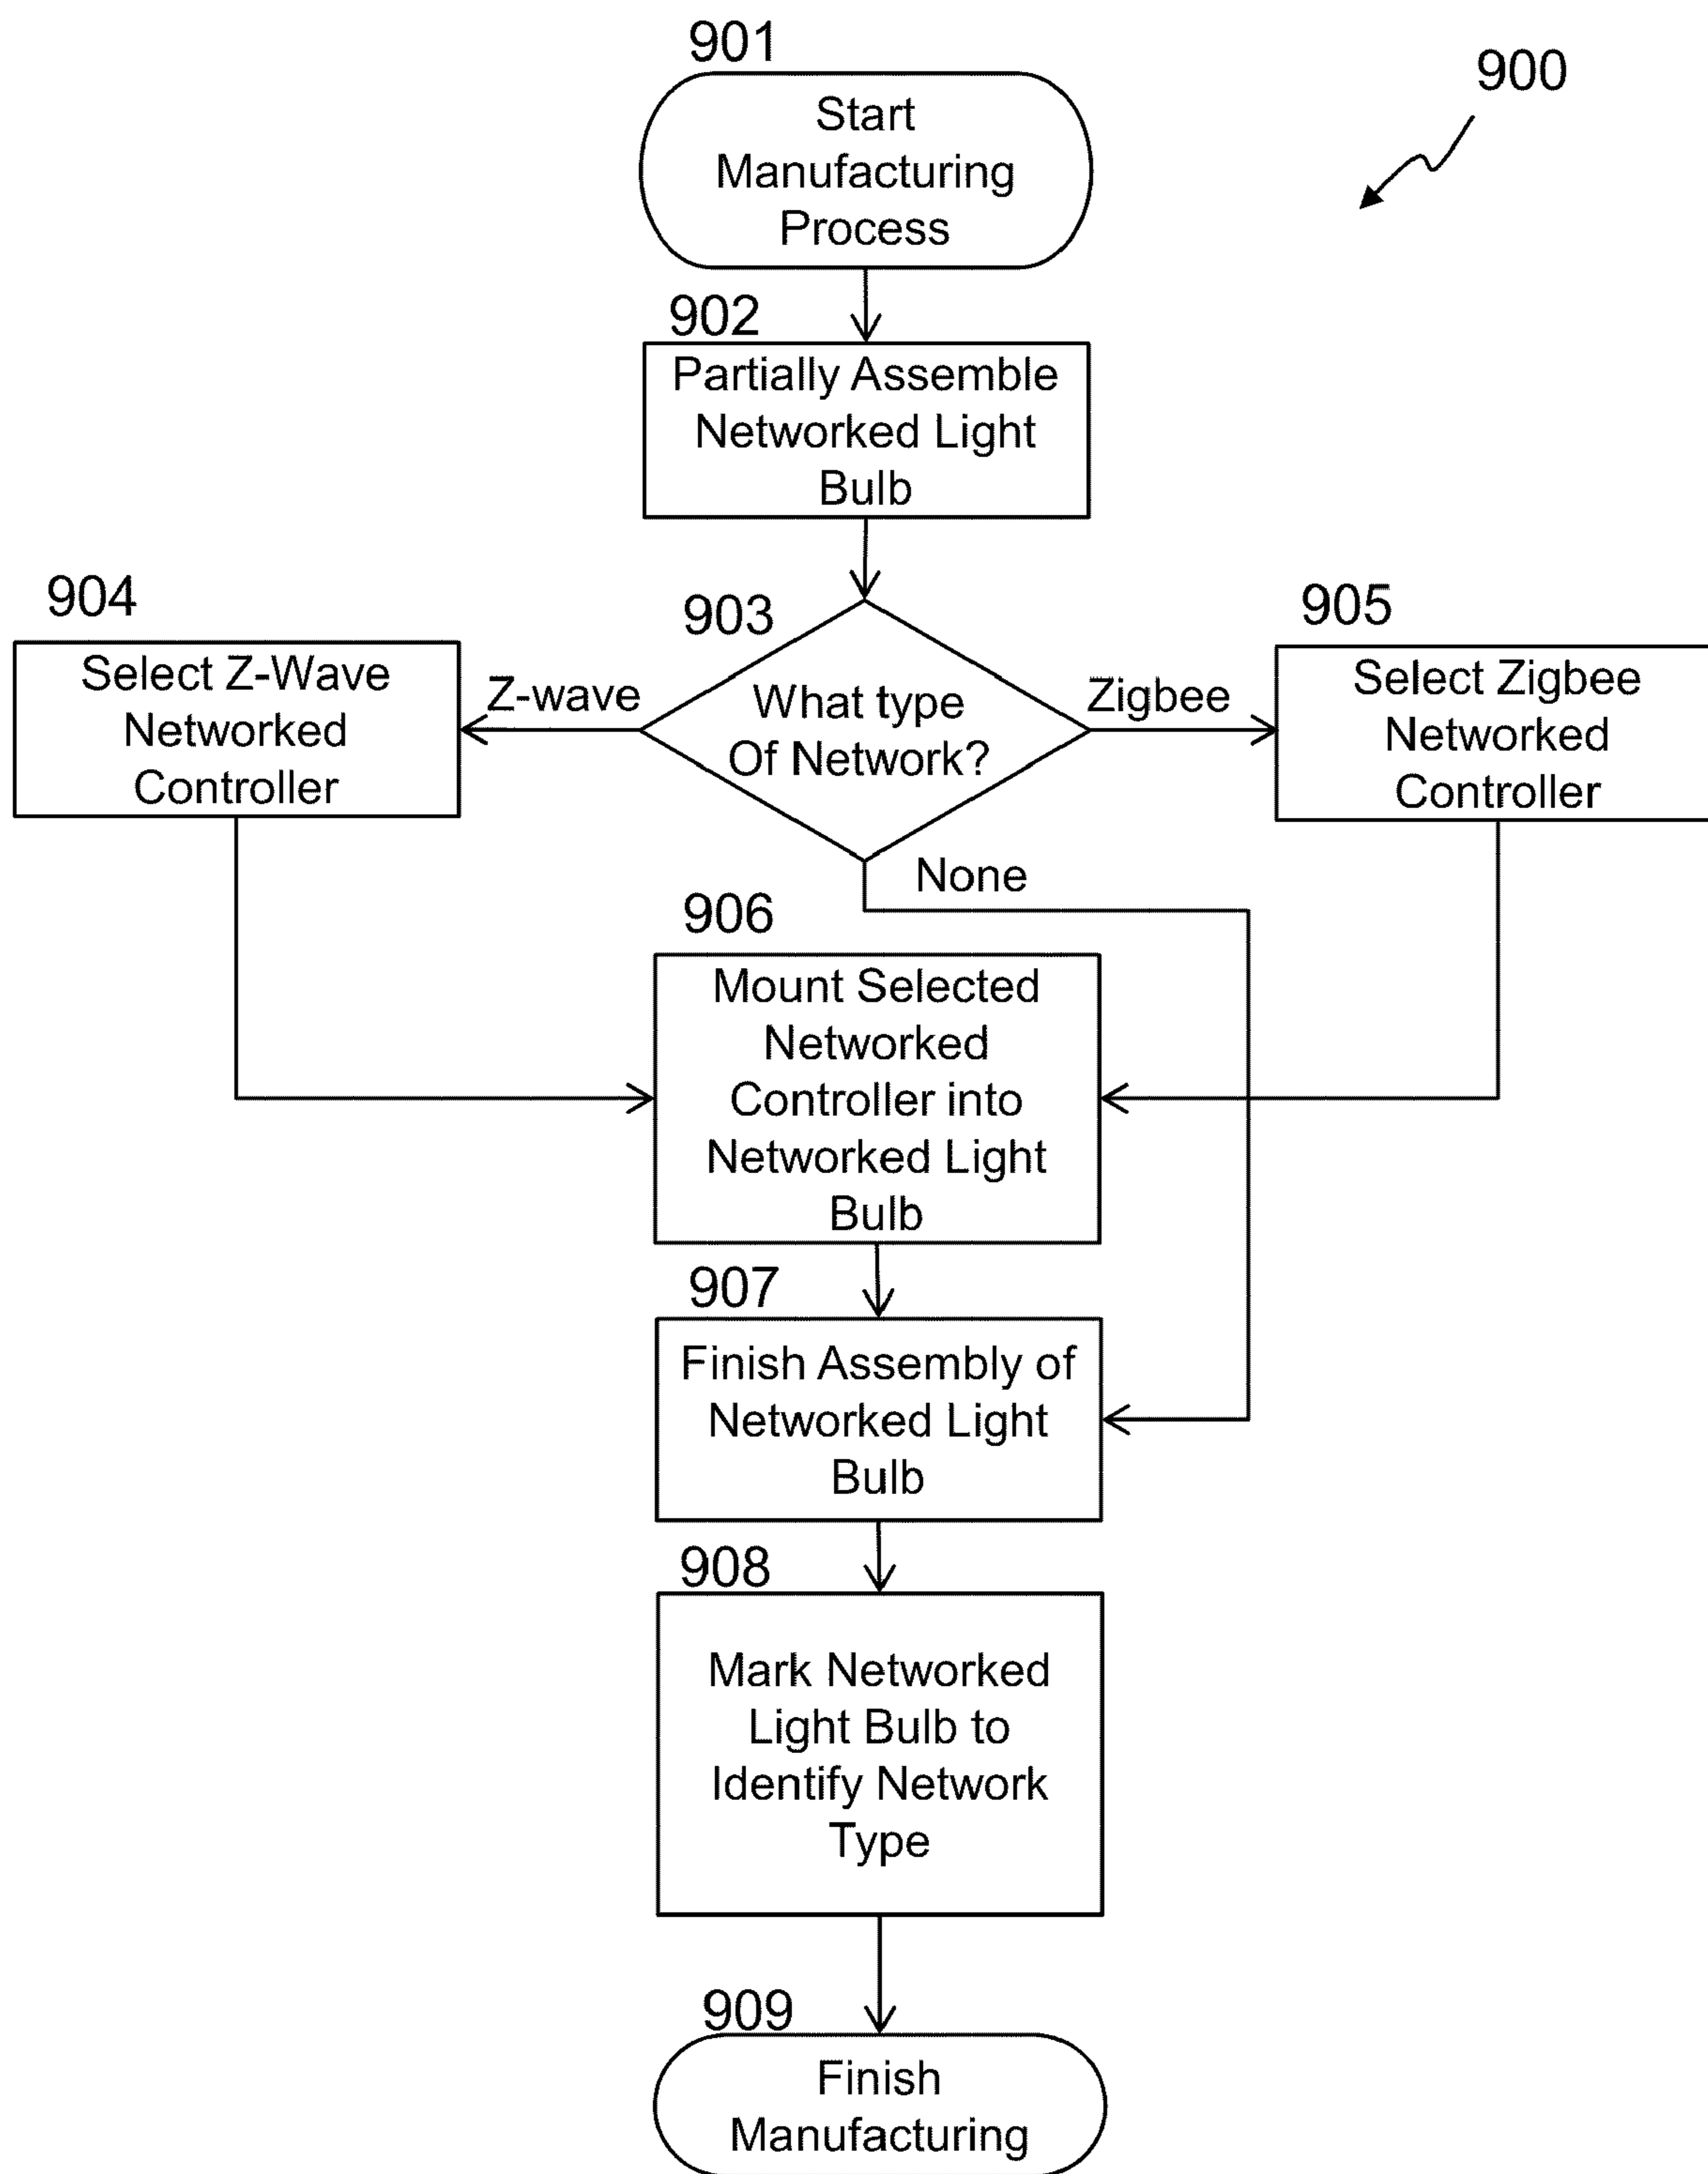 901
900
Start
Manufacturing
Process
902
Partially Assemble
Networked Light
Bulb
904
903
905
Select Z-Wave
Networked
Controller
Z-wave
What type
Of Network?
Zigbee
Select Zigbee
Networked
Controller
None
906
Mount Selected
Networked
Controller into
Networked Light
Bulb
907
Finish Assembly of
Networked Light
Bulb
908
Mark Networked
Light Bulb to
Identify Network
Type
909
Finish
Manufacturing